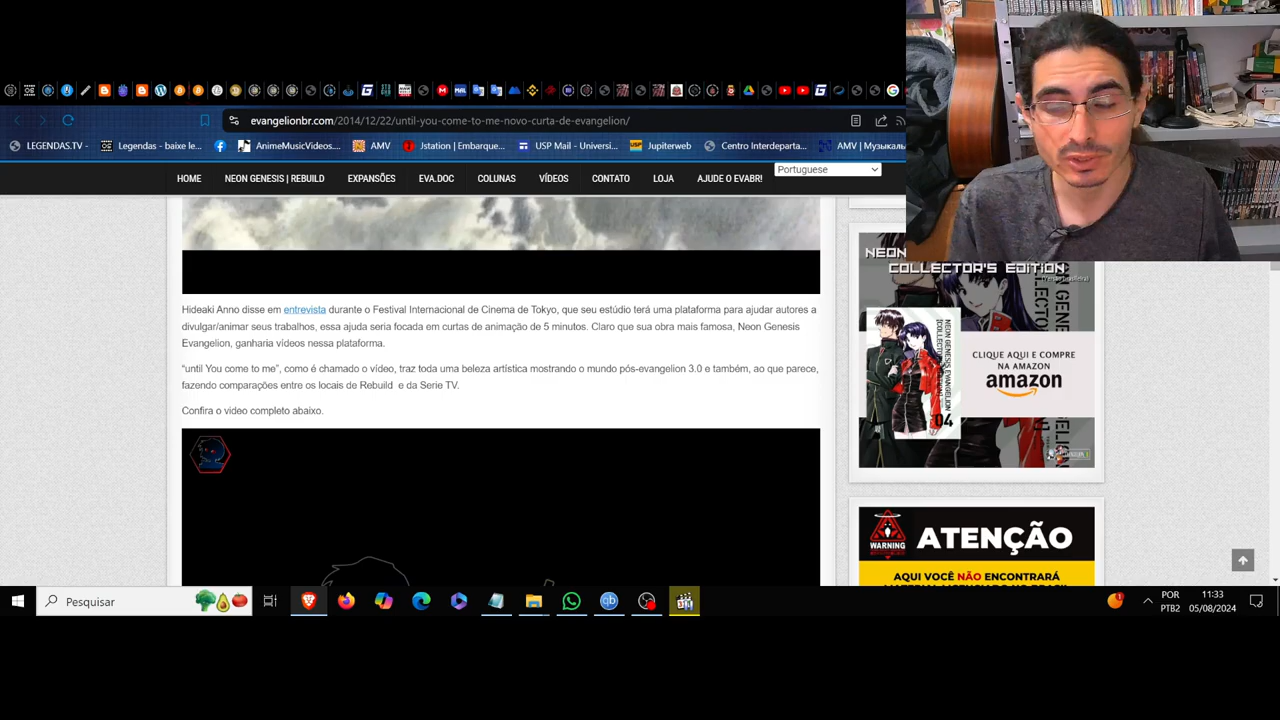 evangelionbr.com/2014/12/22/until-you-come-to-me-novo-curta-de-evangelion/
LEGENDAS.TV -
Legendas - baixe le...
AnimeMusicVideos....
AMV
Jstation | Embarque...
USP Mail - Universi...
Jupiterweb
Centro Interdeparta...
AMV | Музыкаль
HOME
NEON GENESIS | REBUILD
EXPANSÕES
EVA.DOC
COLUNAS
VÍDEOS
CONTATO
LOJA
AJUDE O EVABR!
Portuguese
Hideaki Anno disse em entrevista durante o Festival Internacional de Cinema de Tokyo, que seu estúdio terá uma plataforma para ajudar autores a
divulgar/animar seus trabalhos, essa ajuda seria focada em curtas de animação de 5 minutos. Claro que sua obra mais famosa, Neon Genesis
Evangelion, ganharia vídeos nessa plataforma.
“until You come to me”, como é chamado o vídeo, traz toda uma beleza artística mostrando o mundo pós-evangelion 3.0 e também, ao que parece,
fazendo comparações entre os locais de Rebuild e da Serie TV.
Confira o video completo abaixo.
NEON
COLLECTOR'S EDITION
NEON GENESIS EVANGELION
COLLECTOR'S EDITION
04
CLIQUE AQUI E COMPRE
NA AMAZON
amazon
WARNING
ATENÇÃO
AQUI VOCÊ NÃO ENCONTRARÁ
Pesquisar
POR
PTB2
11:33
05/08/2024